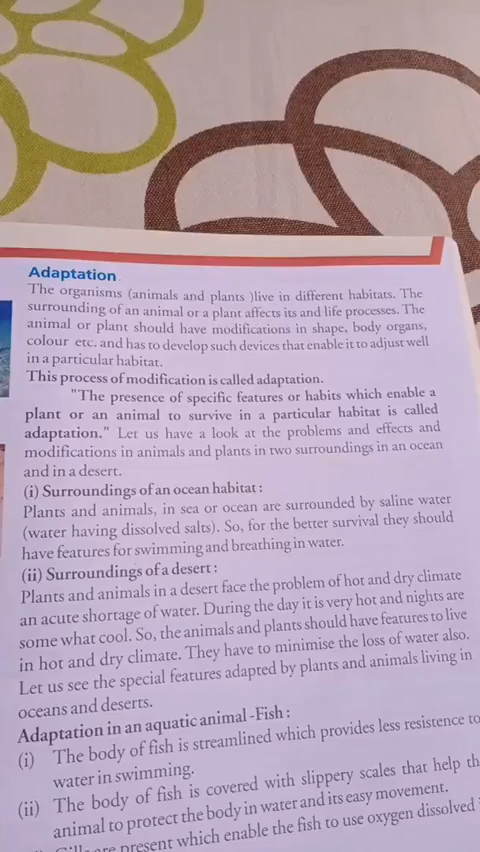 Adaptation
The organisms (animals and plants )live in different habitats. The
surrounding of an animal or a plant affects its and life processes. The
animal or plant should have modifications in shape, body organs,
colour etc. and has to develop such devices that enable it to adjust well
in a particular habitat.
This process of modification is called adaptation.
"The presence of specific features or habits which enable a
plant or an animal to survive in a particular habitat is called
adaptation." Let us have a look at the problems and effects and
modifications in animals and plants in two surroundings in an ocean
and in a desert.
(i) Surroundings of an ocean habitat :
Plants and animals, in sea or ocean are surrounded by saline water
(water having dissolved salts). So, for the better survival they should
have features for swimming and breathing in water.
(ii) Surroundings of a desert :
Plants and animals in a desert face the problem of hot and dry climate
an acute shortage of water. During the day it is very hot and nights are
some what cool. So, the animals and plants should have features to live
in hot and dry climate. They have to minimise the loss of water also.
Let us see the special features adapted by plants and animals living in
oceans and deserts.
Adaptation in an aquatic animal -Fish :
(i) The body of fish is streamlined which provides less resistence to
water in swimming.
(ii) The body of fish is covered with slippery scales that help
animal to protect the body in water and its easy movement.
are present which enable the fish to use oxygen dissolved